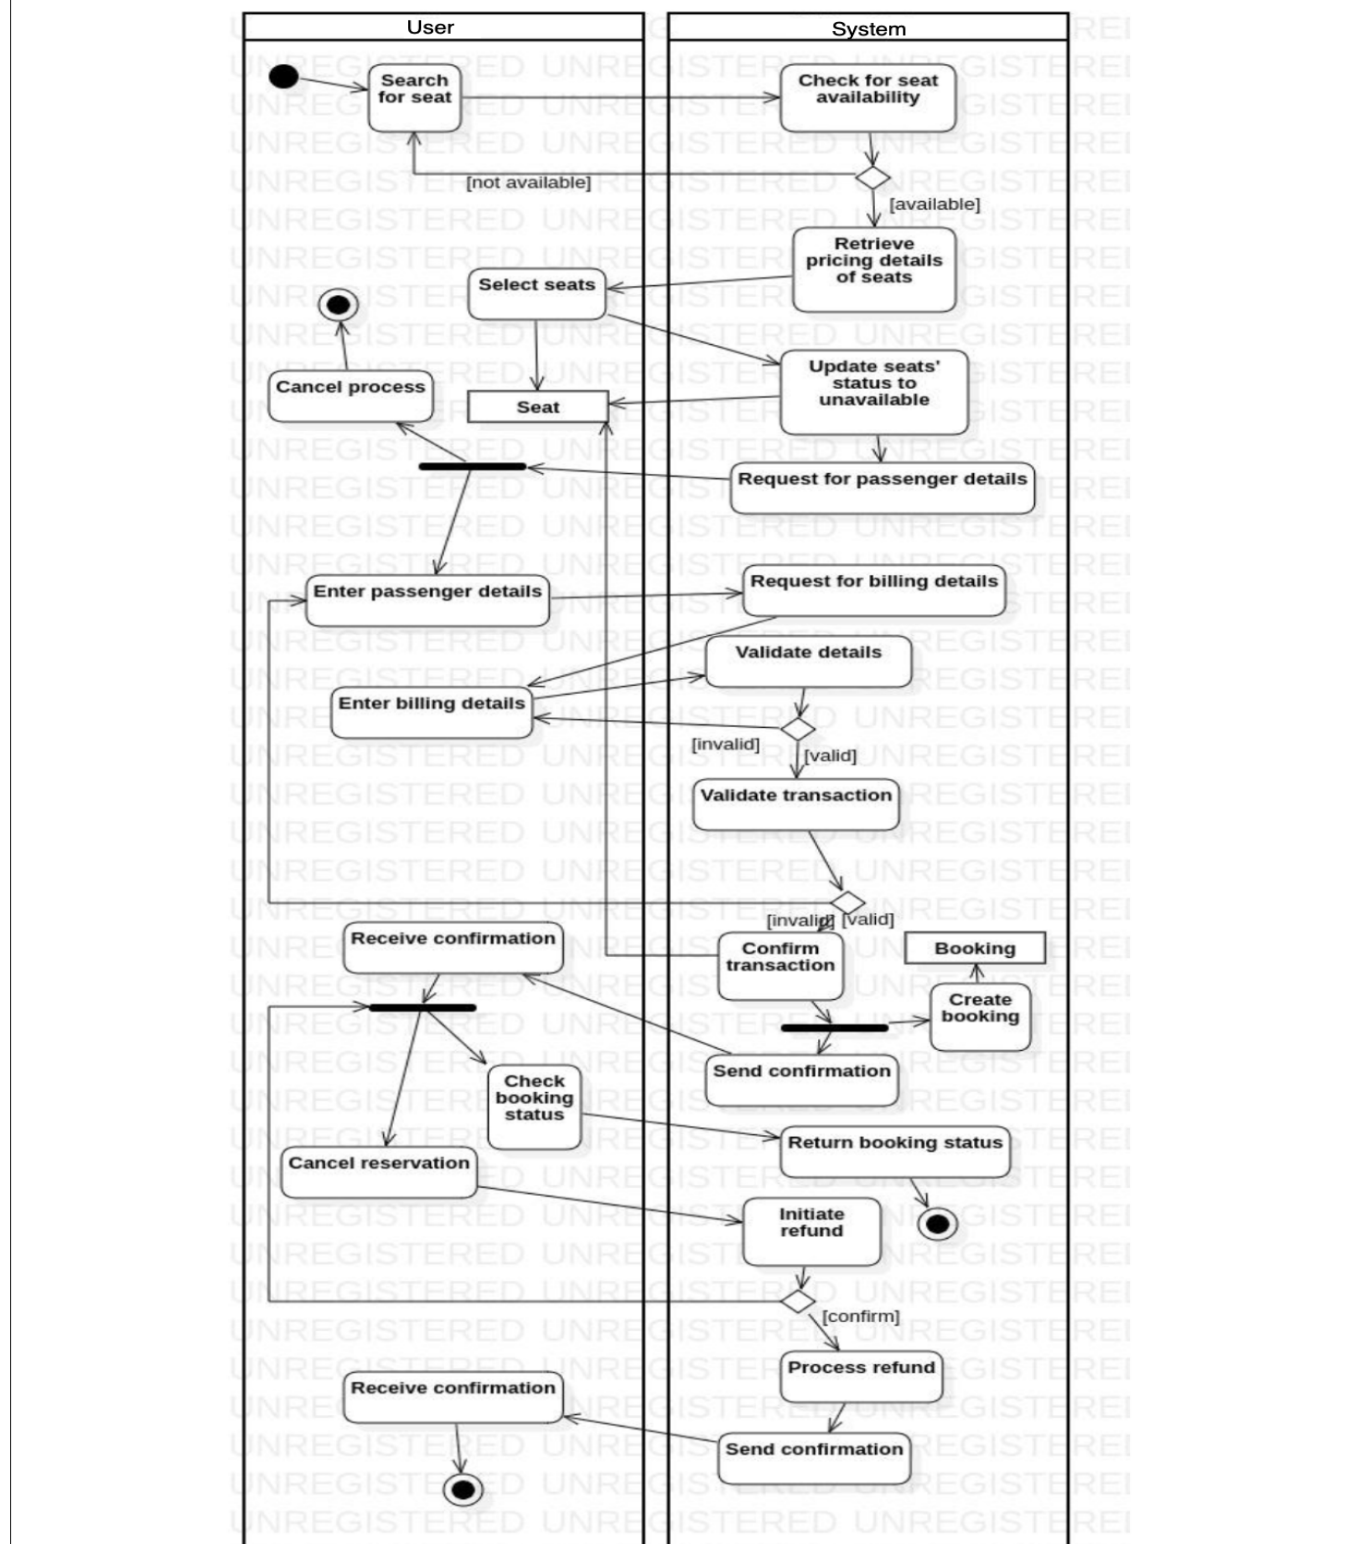 User
System
Search
for seat
Check for seat
availability
[not available]
[available]
Retrieve
pricing details
of seats
Select seats
Update seats'
status to
unavailable
Cancel process
Seat
Request for passenger details
Enter passenger details
Request for billing details
Validate details
Enter billing details
[invalid]
[valid]
Validate transaction
[invalid]
[valid]
Receive confirmation
Confirm
transaction
Booking
Create
booking
Send confirmation
Check
booking
status
Return booking status
Cancel reservation
Initiate
refund
[confirm]
Process refund
Receive confirmation
Send confirmation
UNREGISTERED